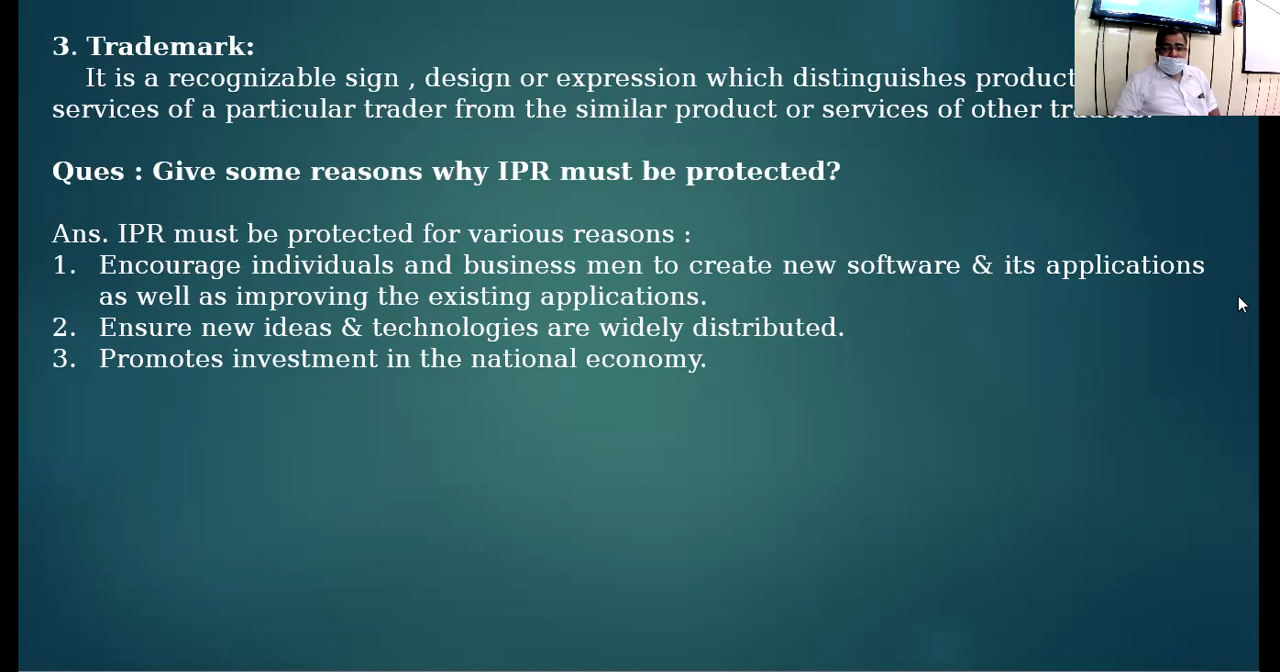 3. Trademark:
It is a recognizable sign , design or expression which distinguishes product
services of a particular trader from the similar product or services of other
Ques : Give some reasons why IPR must be protected?
Ans. IPR must be protected for various reasons :
1. Encourage individuals and business men to create new software & its applications
as well as improving the existing applications.
2. Ensure new ideas & technologies are widely distributed.
3. Promotes investment in the national economy.